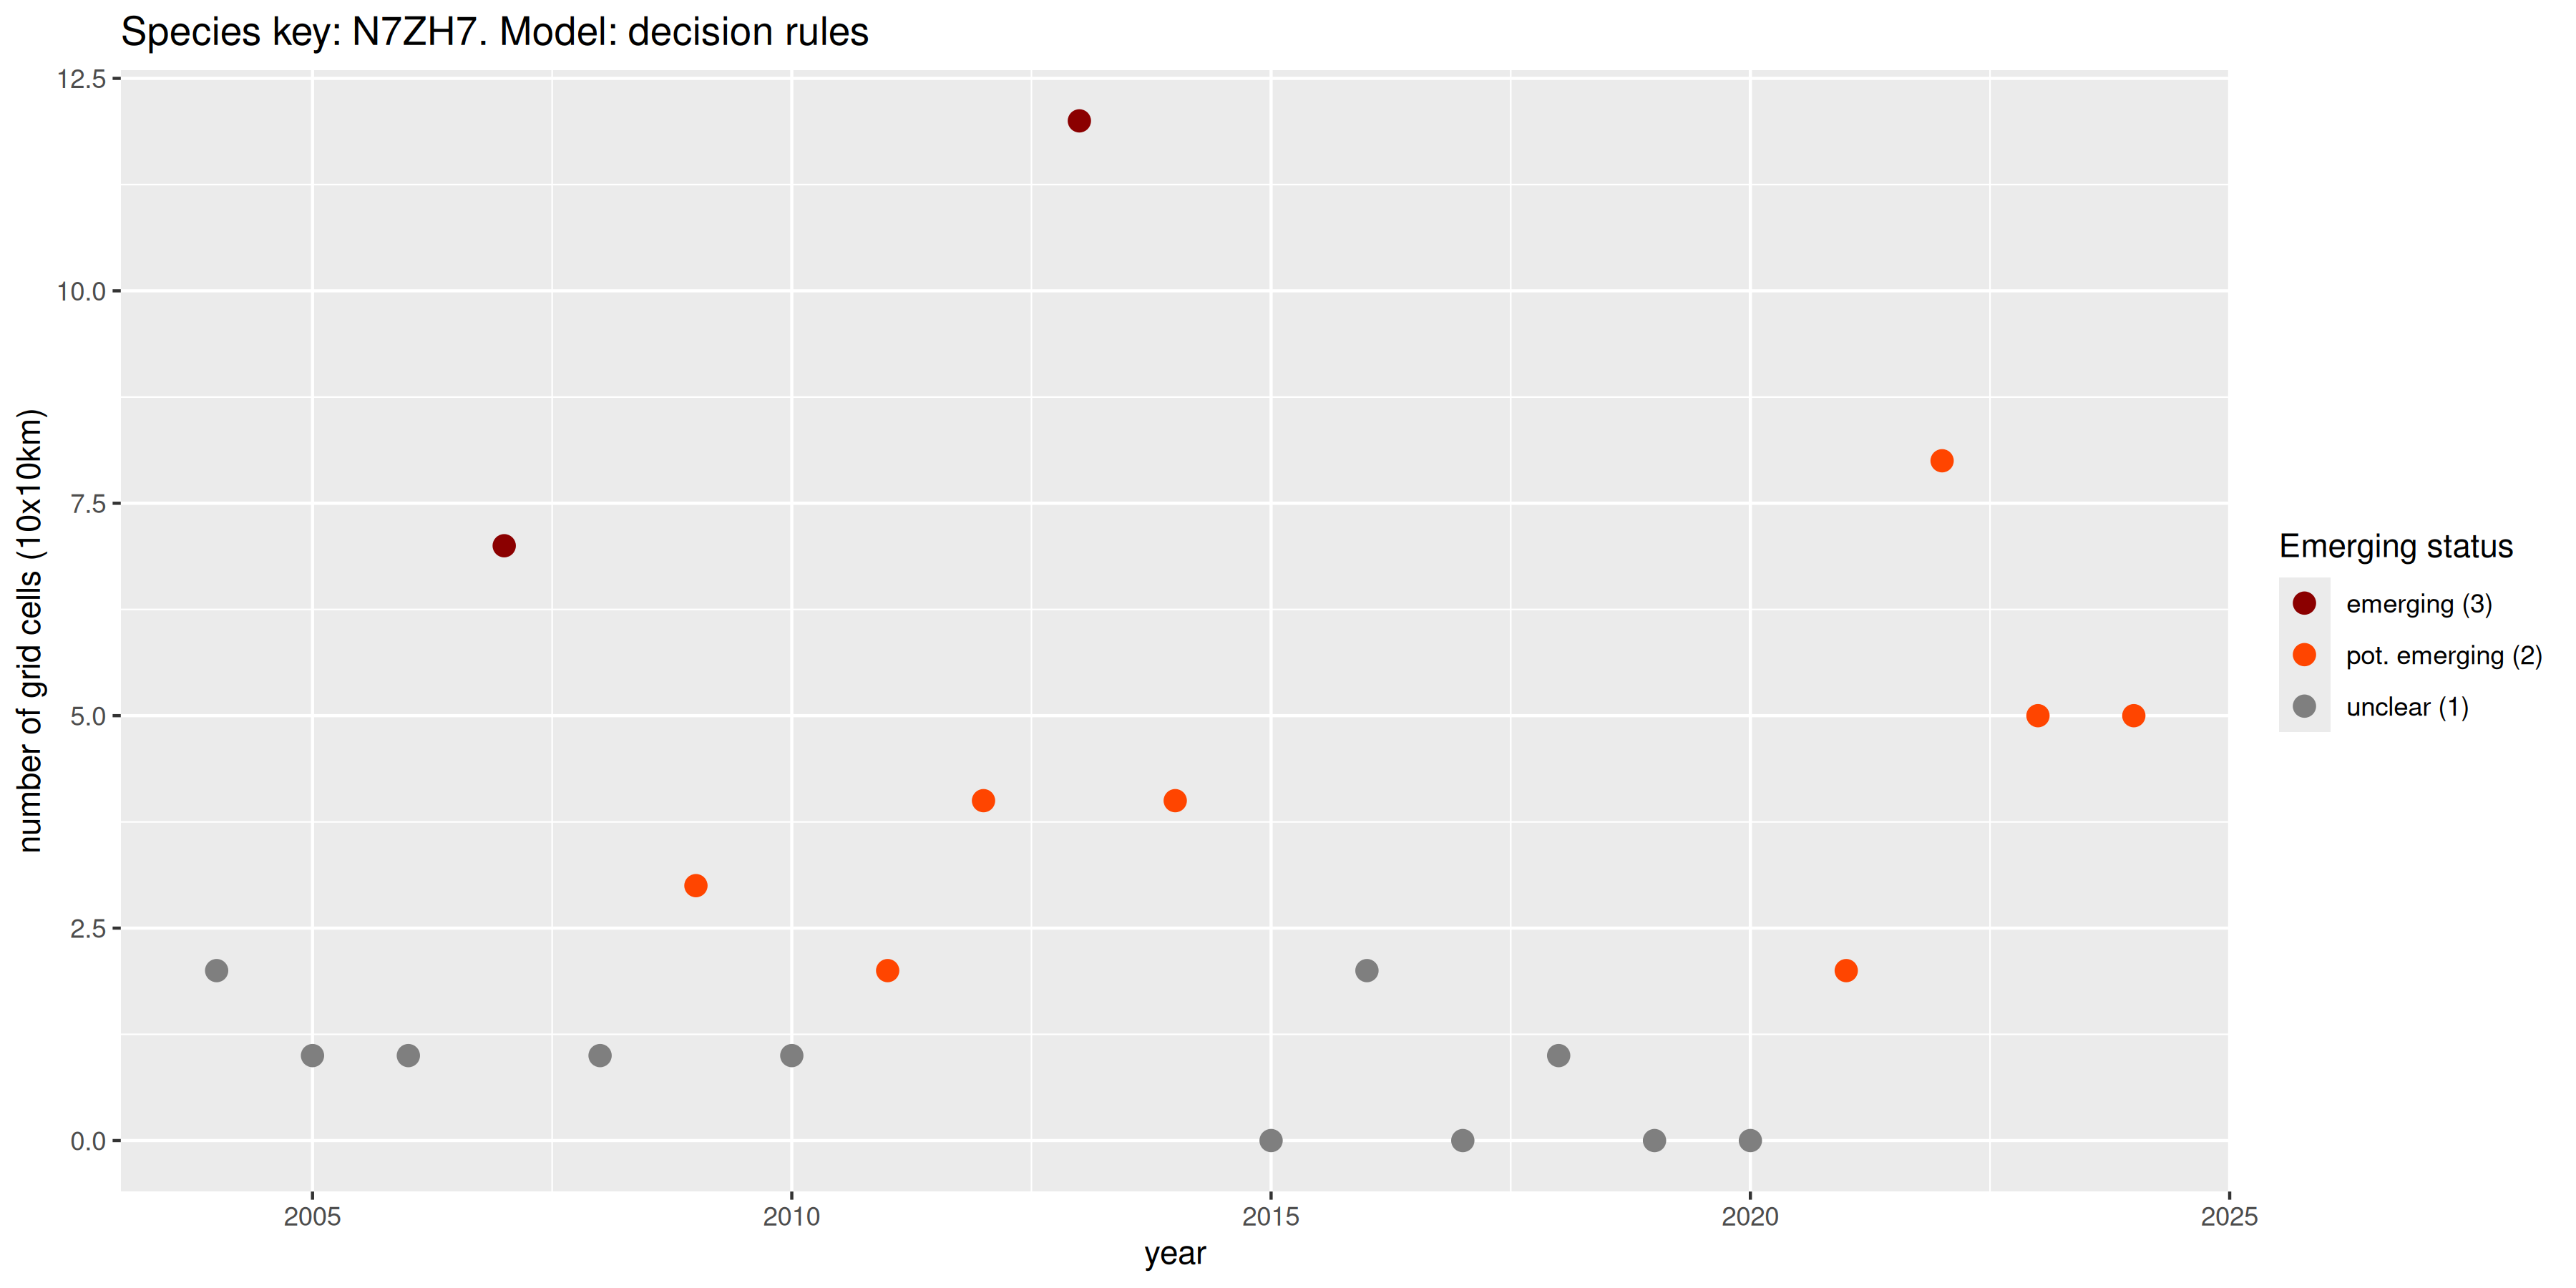 Species key: N7ZH7. Model: decision rules
12.5
10.0
7.5
5.0
2.5
0.0
number of grid cells (10x10km)
2005
2010
2015
2020
2025
year
Emerging status
emerging (3)
pot. emerging (2)
unclear (1)